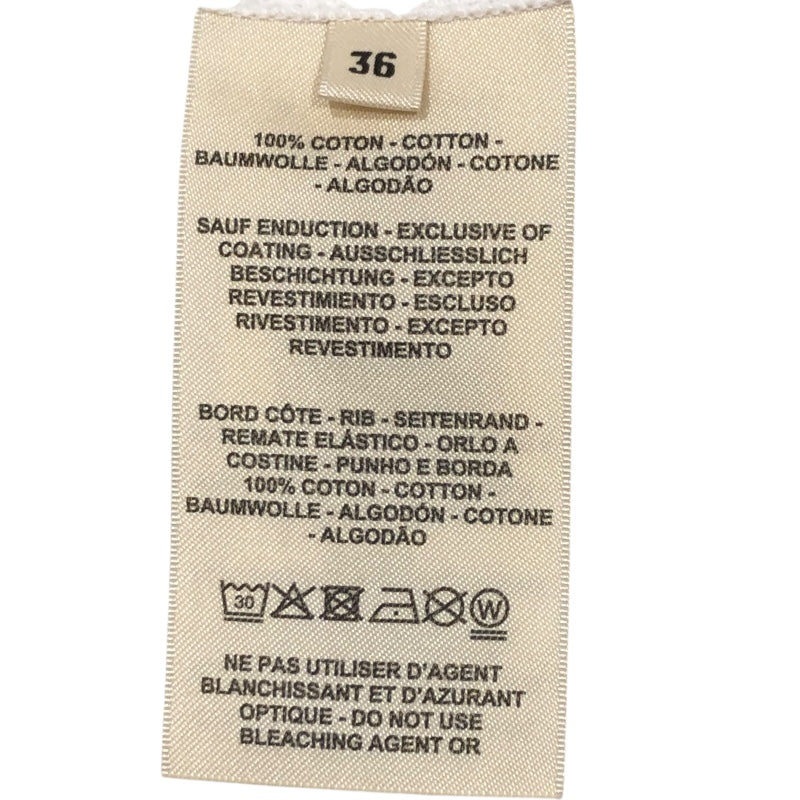 36
100% COTON - COTTON -
BAUMWOLLE - ALGODÓN - COTONE
- ALGODÃO
SAUF ENDUCTION - EXCLUSIVE OF
COATING - AUSSCHLIESSLICH
BESCHICHTUNG - EXCEPTO
REVESTIMIENTO - ESCLUSO
RIVESTIMENTO - EXCEPTO
REVESTIMENTO
BORD CÔTE - RIB - SEITENRAND -
REMATE ELÁSTICO - ORLO A
COSTINE - PUNHO E BORDA
100% COTON - COTTON -
BAUMWOLLE - ALGODÓN - COTONE
- ALGODÃO
30 W
NE PAS UTILISER D'AGENT
BLANCHISSANT ET D'AZURANT
OPTIQUE - DO NOT USE
BLEACHING AGENT OR